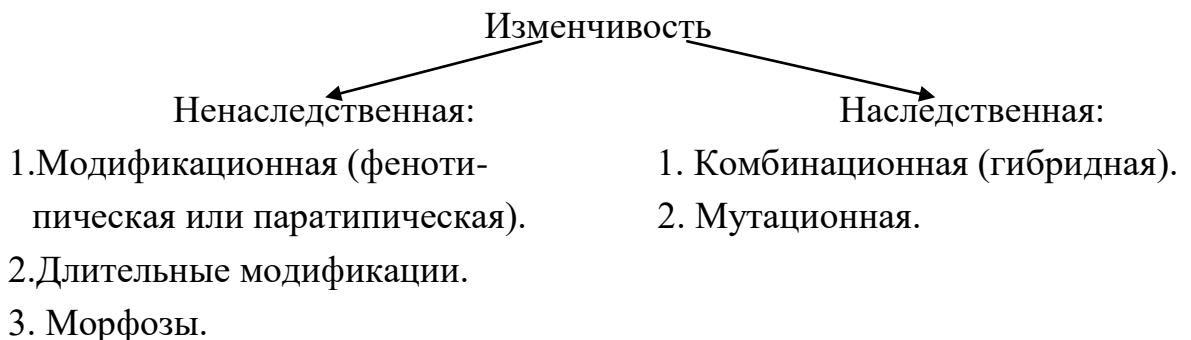 Изменчивость
Ненаследственная:
Наследственная:
1.Модификационная (феноти-
пическая или паратипическая).
2.Длительные модификации.
3. Морфозы.
1. Комбинационная (гибридная).
2. Мутационная.